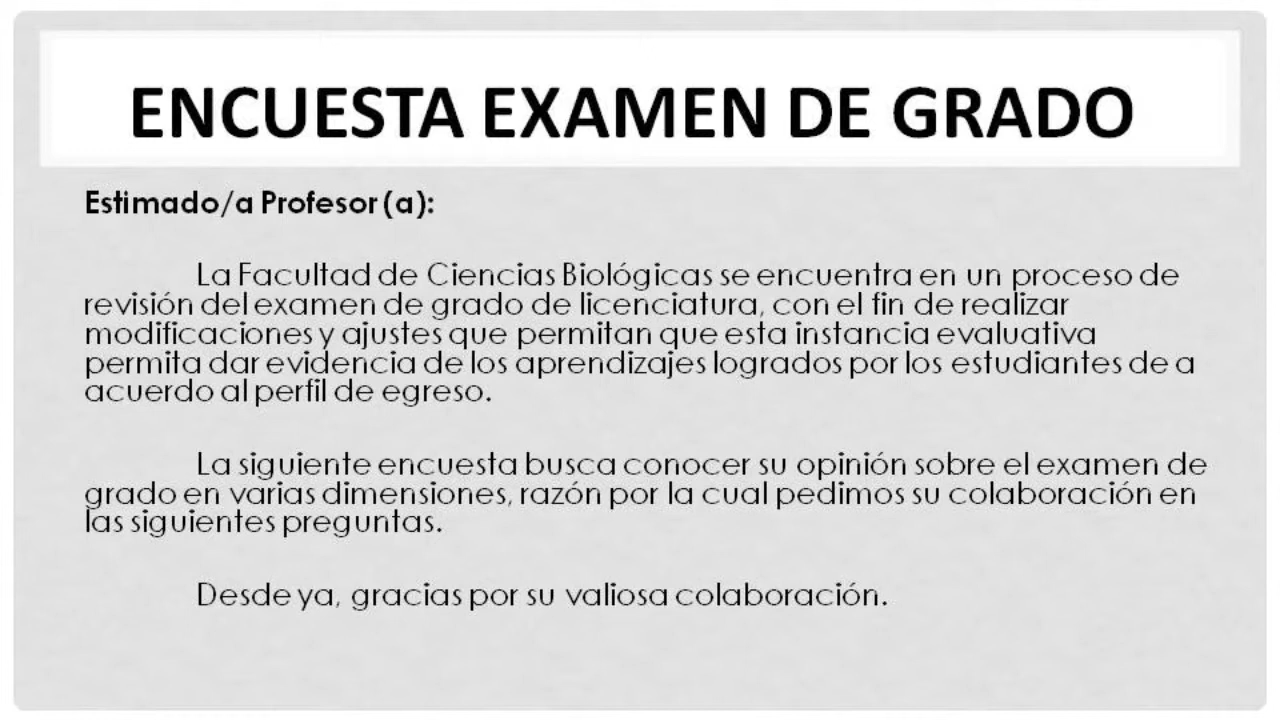 ENCUESTA EXAMEN DE GRADO
Estimado/a Profesor(a):
La Facultad de Ciencias Biológicas se encuentra en un proceso de
revisión del examen de grado de licenciatura, con el fin de realizar
modificaciones y ajustes que permitan que esta instancia evaluativa
permita dar evidencia de los aprendizajes logrados por los estudiantes de a
acuerdo al perfil de egreso.
La siguiente encuesta busca conocer su opinión sobre el examen de
grado en varias dimensiones, razón por la cual pedimos su colaboración en
las siguientes preguntas.
Desde ya, gracias por su valiosa colaboración.